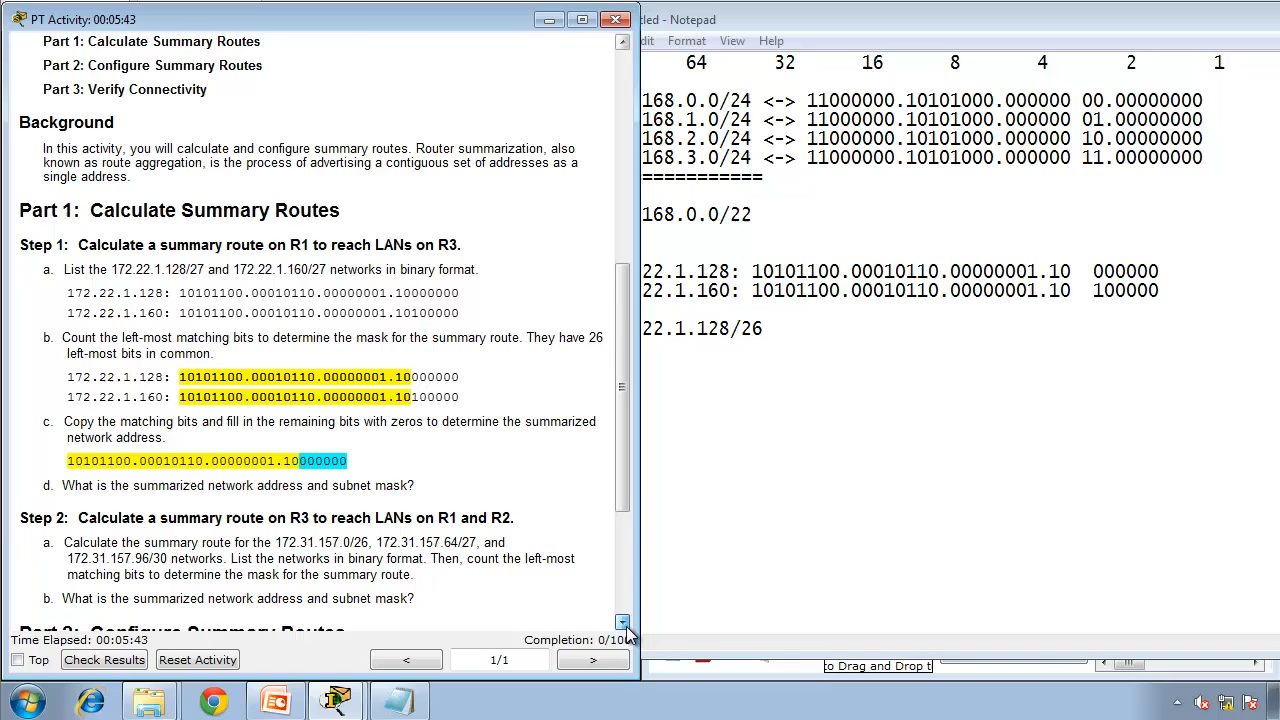 PT Activity: 00:05:43
Part 1: Calculate Summary Routes
Part 2: Configure Summary Routes
Part 3: Verify Connectivity
Background
In this activity, you will calculate and configure summary routes. Router summarization, also
known as route aggregation, is the process of advertising a contiguous set of addresses as a
single address.
Part 1: Calculate Summary Routes
Step 1: Calculate a summary route on R1 to reach LANs on R3.
a. List the 172.22.1.128/27 and 172.22.1.160/27 networks in binary format.
172.22.1.128: 10101100.00010110.00000001.10000000
172.22.1.160: 10101100.00010110.00000001.10100000
b. Count the left-most matching bits to determine the mask for the summary route. They have 26
left-most bits in common.
172.22.1.128: 10101100.00010110.00000001.10000000
172.22.1.160: 10101100.00010110.00000001.10100000
c. Copy the matching bits and fill in the remaining bits with zeros to determine the summarized
network address.
10101100.00010110.00000001.10000000
d. What is the summarized network address and subnet mask?
Step 2: Calculate a summary route on R3 to reach LANs on R1 and R2.
a. Calculate the summary route for the 172.31.157.0/26, 172.31.157.64/27, and
172.31.157.96/30 networks. List the networks in binary format. Then, count the left-most
matching bits to determine the mask for the summary route.
b. What is the summarized network address and subnet mask?
Part 2: Configure Summary Routes
Time Elapsed: 00:05:43
Completion: 0/100
Top
Check Results
Reset Activity
<
1/1
>
tled - Notepad
dit Format View Help
64 32 16 8 4 2 1
168.0.0/24 <-> 11000000.10101000.000000 00.00000000
168.1.0/24 <-> 11000000.10101000.000000 01.00000000
168.2.0/24 <-> 11000000.10101000.000000 10.00000000
168.3.0/24 <-> 11000000.10101000.000000 11.00000000
===========
168.0.0/22
22.1.128: 10101100.00010110.00000001.10 000000
22.1.160: 10101100.00010110.00000001.10 100000
22.1.128/26
to Drag and Drop t